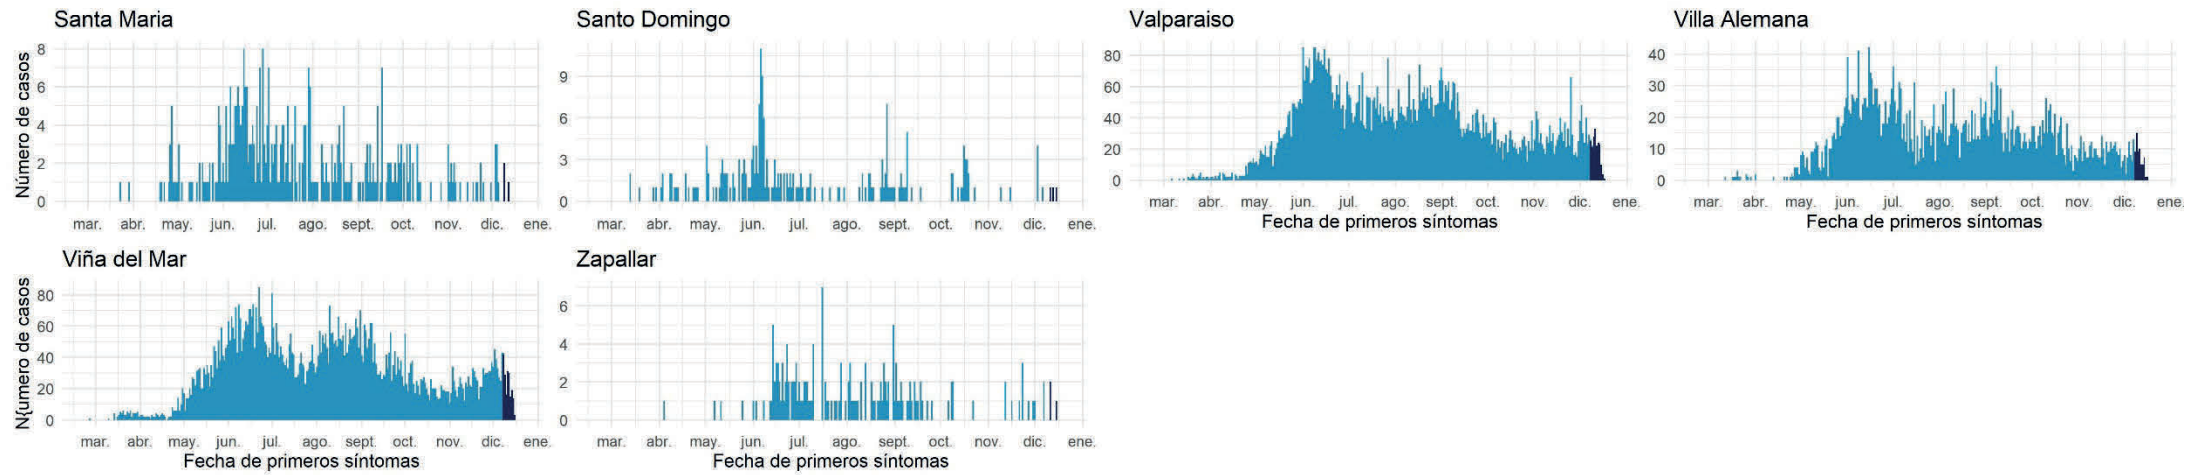 Santa Maria
Número de casos
8
6
4
2
0
mar. abr. may. jun. jul. ago. sept. oct. nov. dic. ene.
Santo Domingo
9
6
3
0
mar. abr. may. jun. jul. ago. sept. oct. nov. dic. ene.
Valparaiso
80
60
40
20
0
mar. abr. may. jun. jul. ago. sept. oct. nov. dic. ene.
Fecha de primeros síntomas
Villa Alemana
40
30
20
10
0
mar. abr. may. jun. jul. ago. sept. oct. nov. dic. ene.
Fecha de primeros síntomas
Viña del Mar
N{umero de casos
80
60
40
20
0
mar. abr. may. jun. jul. ago. sept. oct. nov. dic. ene.
Fecha de primeros síntomas
Zapallar
6
4
2
0
mar. abr. may. jun. jul. ago. sept. oct. nov. dic. ene.
Fecha de primeros síntomas